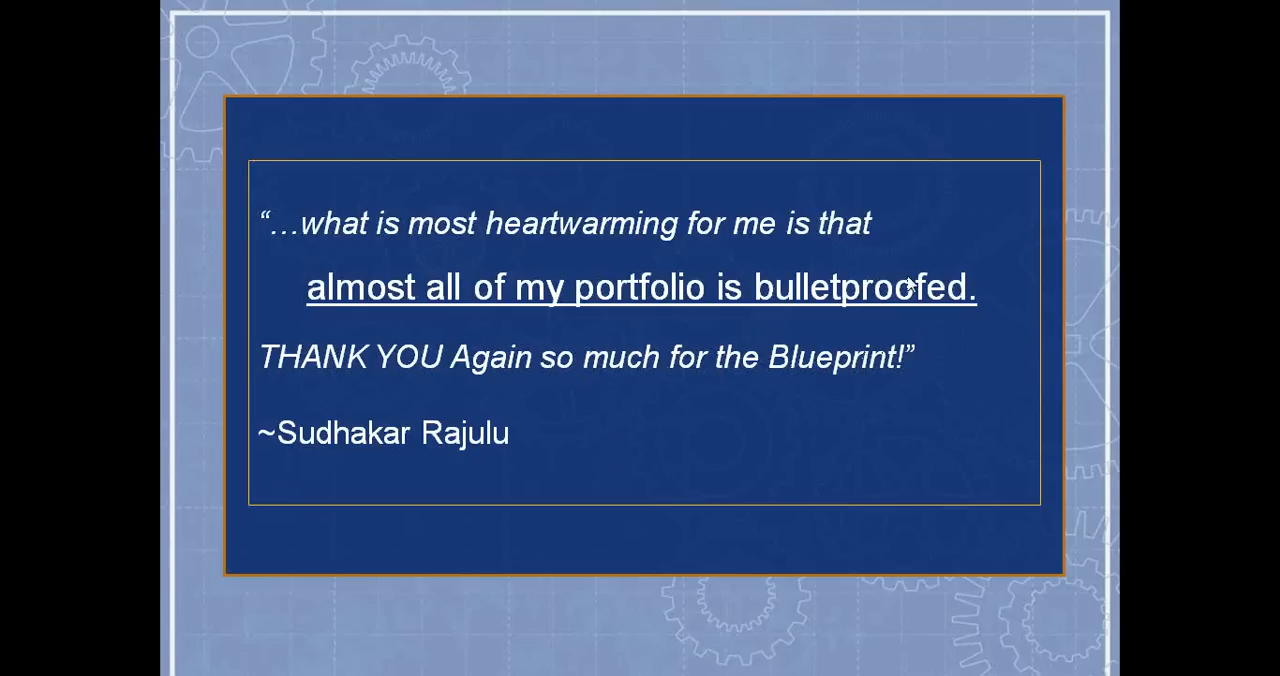 “…what is most heartwarming for me is that
almost all of my portfolio is bulletproofed.
THANK YOU Again so much for the Blueprint!”
~Sudhakar Rajulu